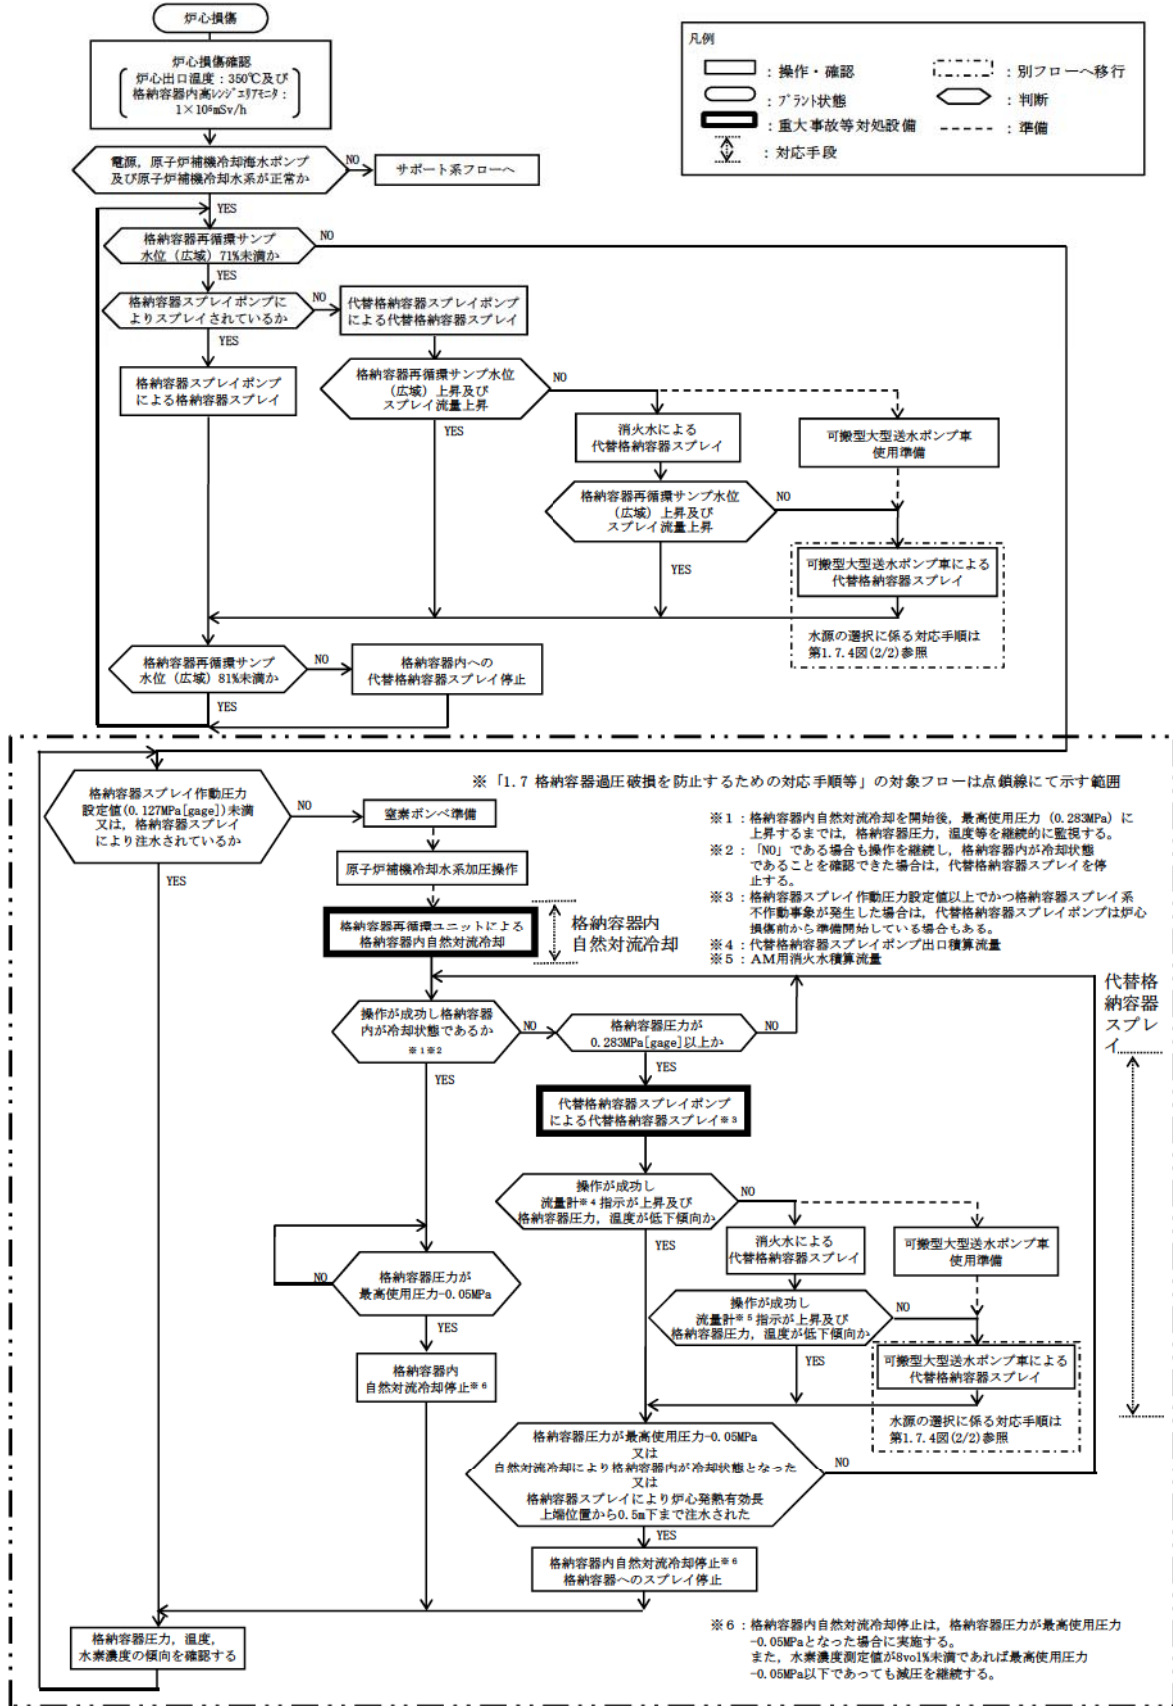 炉心損傷
炉心損傷確認
炉心出口温度：350℃及び
格納容器内高ﾚﾝｼﾞｴﾘｱﾓﾆﾀ：
1×10⁵mSv/h
凡例
：操作・確認
：別フローへ移行
：ﾌﾟﾗﾝﾄ状態
：判断
：重大事故等対処設備
：準備
：対応手段
電源，原子炉補機冷却海水ポンプ
及び原子炉補機冷却水系が正常か
NO
サポート系フローへ
YES
格納容器再循環サンプ
水位（広域）71%未満か
NO
YES
格納容器スプレイポンプに
よりスプレイされているか
NO
代替格納容器スプレイポンプ
による代替格納容器スプレイ
YES
格納容器スプレイポンプ
による格納容器スプレイ
格納容器再循環サンプ水位
（広域）上昇及び
スプレイ流量上昇
NO
YES
消火水による
代替格納容器スプレイ
可搬型大型送水ポンプ車
使用準備
格納容器再循環サンプ水位
（広域）上昇及び
スプレイ流量上昇
NO
YES
可搬型大型送水ポンプ車による
代替格納容器スプレイ
水源の選択に係る対応手順は
第1.7.4図(2/2)参照
格納容器再循環サンプ
水位（広域）81%未満か
NO
格納容器内への
代替格納容器スプレイ停止
YES
※「1.7 格納容器過圧破損を防止するための対応手順等」の対象フローは点鎖線にて示す範囲
格納容器スプレイ作動圧力
設定値(0.127MPa[gage])未満
又は，格納容器スプレイ
により注水されているか
NO
YES
窒素ボンベ準備
原子炉補機冷却水系加圧操作
格納容器再循環ユニットによる
格納容器内自然対流冷却
格納容器内
自然対流冷却
※1：格納容器内自然対流冷却を開始後，最高使用圧力（0.283MPa）に
上昇するまでは，格納容器圧力，温度等を継続的に監視する。
※2：「NO」である場合も操作を継続し，格納容器内が冷却状態
であることを確認できた場合は，代替格納容器スプレイを停
止する。
※3：格納容器スプレイ作動圧力設定値以上でかつ格納容器スプレイ系
不作動事象が発生した場合は，代替格納容器スプレイポンプは炉心
損傷前から準備開始している場合もある。
※4：代替格納容器スプレイポンプ出口積算流量
※5：AM用消火水積算流量
代替格
納容器
スプレ
イ
操作が成功し格納容器
内が冷却状態であるか
※1※2
NO
YES
格納容器圧力が
0.283MPa[gage]以上か
NO
YES
代替格納容器スプレイポンプ
による代替格納容器スプレイ※3
操作が成功し
流量計※4指示が上昇及び
格納容器圧力，温度が低下傾向か
NO
YES
消火水による
代替格納容器スプレイ
可搬型大型送水ポンプ車
使用準備
格納容器圧力が
最高使用圧力-0.05MPa
NO
YES
操作が成功し
流量計※5指示が上昇及び
格納容器圧力，温度が低下傾向か
NO
YES
可搬型大型送水ポンプ車による
代替格納容器スプレイ
水源の選択に係る対応手順は
第1.7.4図(2/2)参照
格納容器内
自然対流冷却停止※6
格納容器圧力が最高使用圧力-0.05MPa
又は
自然対流冷却により格納容器内が冷却状態となった
又は
格納容器スプレイにより炉心発熱有効長
上端位置から0.5m下まで注水された
NO
YES
格納容器内自然対流冷却停止※6
格納容器へのスプレイ停止
格納容器圧力，温度，
水素濃度の傾向を確認する
※6：格納容器内自然対流冷却停止は，格納容器圧力が最高使用圧力
-0.05MPaとなった場合に実施する。
また，水素濃度測定値が8vol%未満であれば最高使用圧力
-0.05MPa以下であっても減圧を継続する。